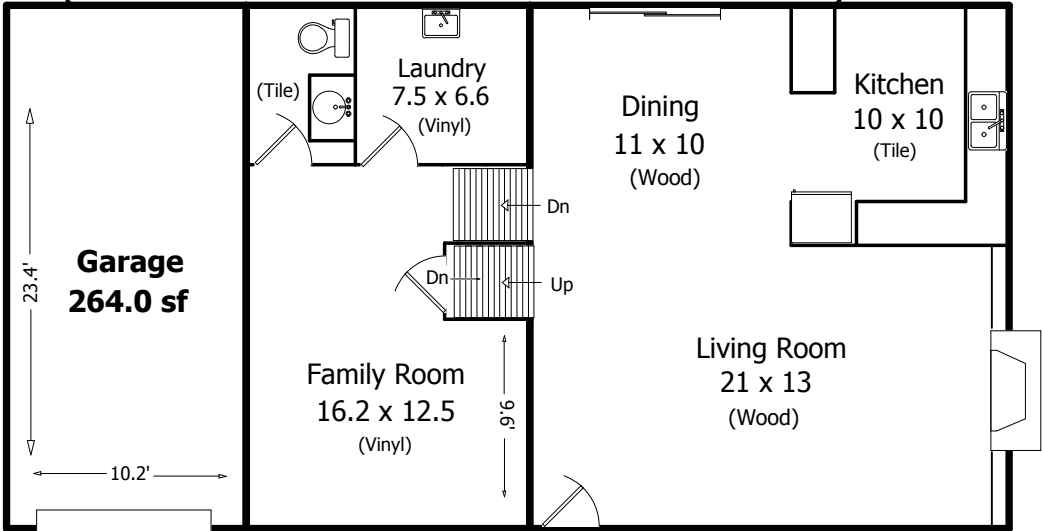 (Tile)
Laundry
7.5 x 6.6
(Vinyl)
Dining
11 x 10
(Wood)
Kitchen
10 x 10
(Tile)
Dn
Dn
Up
Garage
264.0 sf
23.4'
10.2'
Family Room
16.2 x 12.5
(Vinyl)
9.6'
Living Room
21 x 13
(Wood)